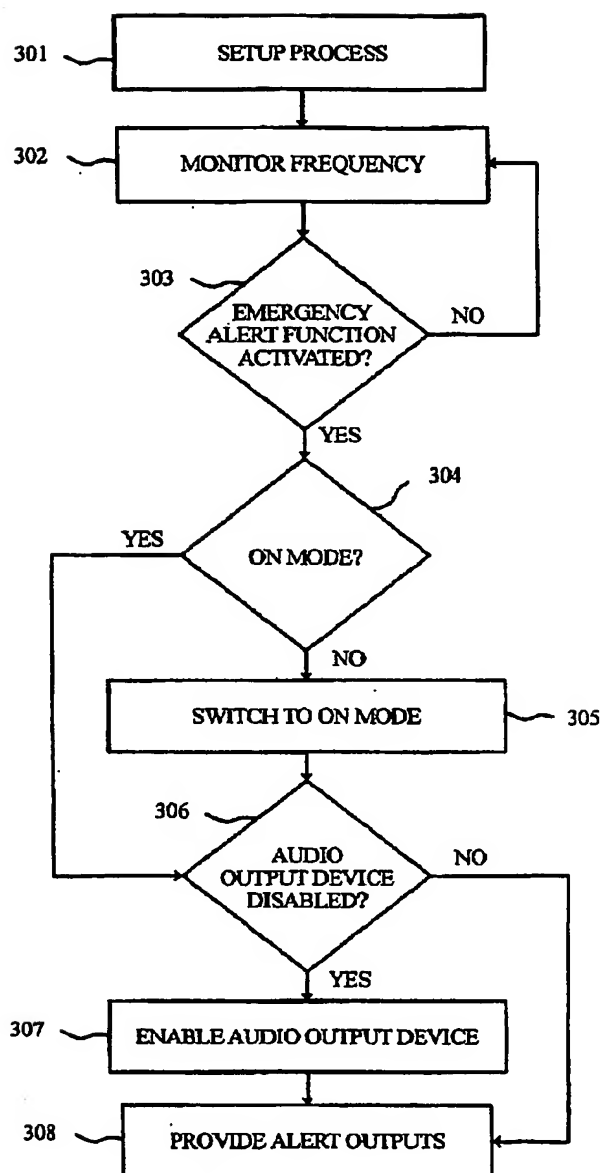 301
SETUP PROCESS
302
MONITOR FREQUENCY
303
EMERGENCY
ALERT FUNCTION
ACTIVATED?
NO
YES
304
YES
ON MODE?
NO
SWITCH TO ON MODE
305
306
AUDIO
OUTPUT DEVICE
DISABLED?
NO
YES
307
ENABLE AUDIO OUTPUT DEVICE
308
PROVIDE ALERT OUTPUTS